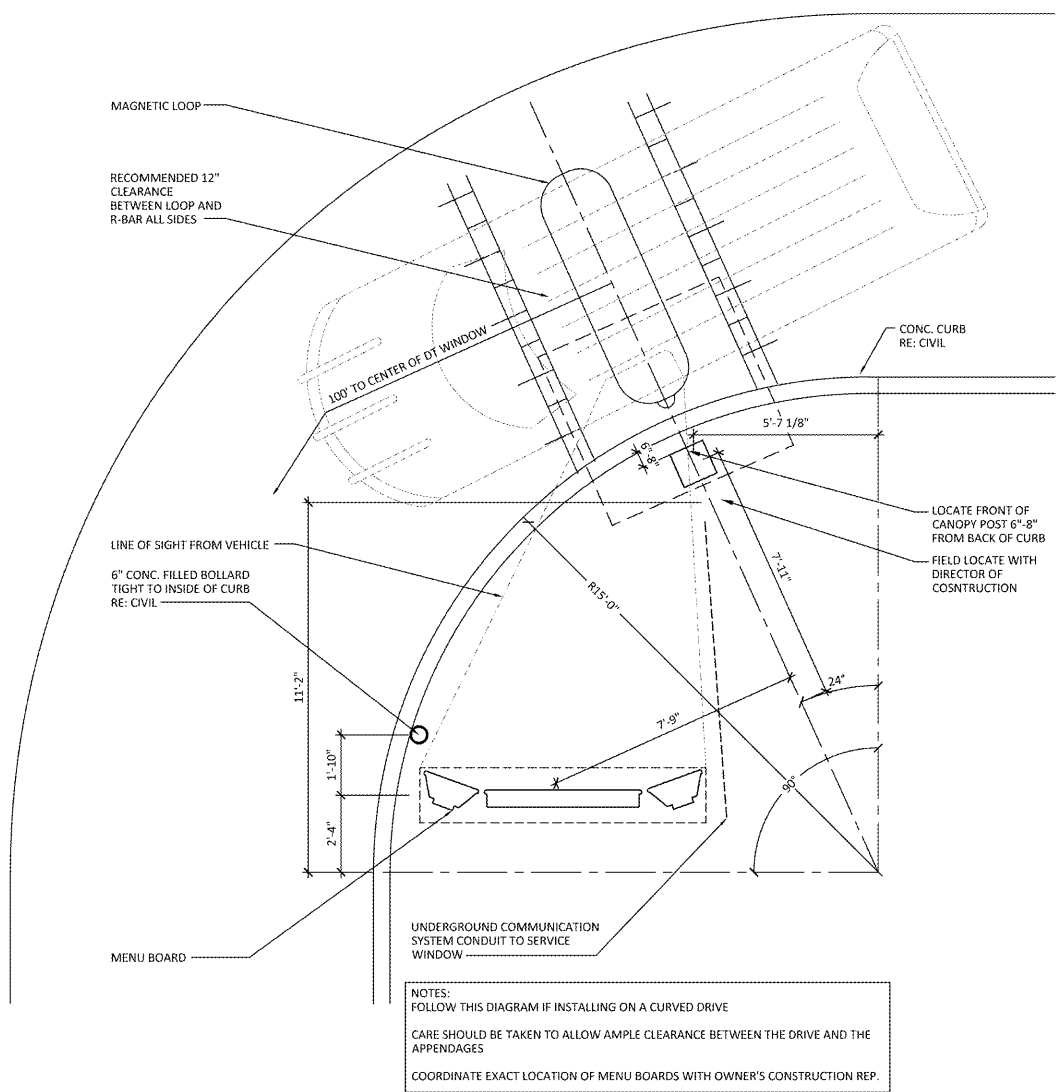 MAGNETIC LOOP
RECOMMENDED 12"
CLEARANCE
BETWEEN LOOP AND
R-BAR ALL SIDES
100' TO CENTER OF DT WINDOW
CONC. CURB
RE: CIVIL
5'-7 1/8"
6"-8"
LOCATE FRONT OF
CANOPY POST 6"-8"
FROM BACK OF CURB
FIELD LOCATE WITH
DIRECTOR OF
COSNTRUCTION
LINE OF SIGHT FROM VEHICLE
6" CONC. FILLED BOLLARD
TIGHT TO INSIDE OF CURB
RE: CIVIL
7'-11"
R15'-0"
11'-2"
24°
7'-9"
1'-10"
90°
2'-4"
UNDERGROUND COMMUNICATION
SYSTEM CONDUIT TO SERVICE
WINDOW
MENU BOARD
NOTES:
FOLLOW THIS DIAGRAM IF INSTALLING ON A CURVED DRIVE
CARE SHOULD BE TAKEN TO ALLOW AMPLE CLEARANCE BETWEEN THE DRIVE AND THE
APPENDAGES
COORDINATE EXACT LOCATION OF MENU BOARDS WITH OWNER'S CONSTRUCTION REP.